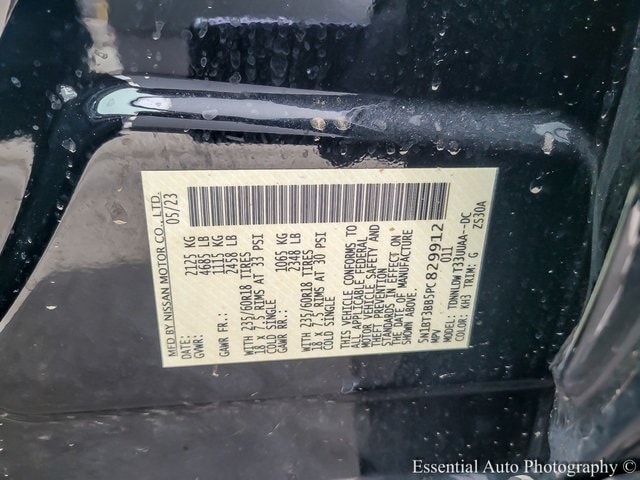 MFD BY NISSAN MOTOR CO., LTD.
DATE: 05/23
GVWR: 2125 KG
4685 LB
GAWR FR.: 1115 KG
2458 LB
WITH 235/60R18 TIRES
18 x 7.5 RIMS AT 33 PSI
COLD SINGLE
GAWR RR.: 1065 KG
2348 LB
WITH 235/60R18 TIRES
18 x 7.5 RIMS AT 30 PSI
COLD SINGLE
THIS VEHICLE CONFORMS TO
ALL APPLICABLE FEDERAL
MOTOR VEHICLE SAFETY AND
THEFT PREVENTION
STANDARDS IN EFFECT ON
THE DATE OF MANUFACTURE
SHOWN ABOVE.
5N1BT3BB5PC829912
MPV 011
MODEL: TDNNLDW T33UUAA--DC
COLOR: KH3 TRIM: G ZS30A
Essential Auto Photography ©